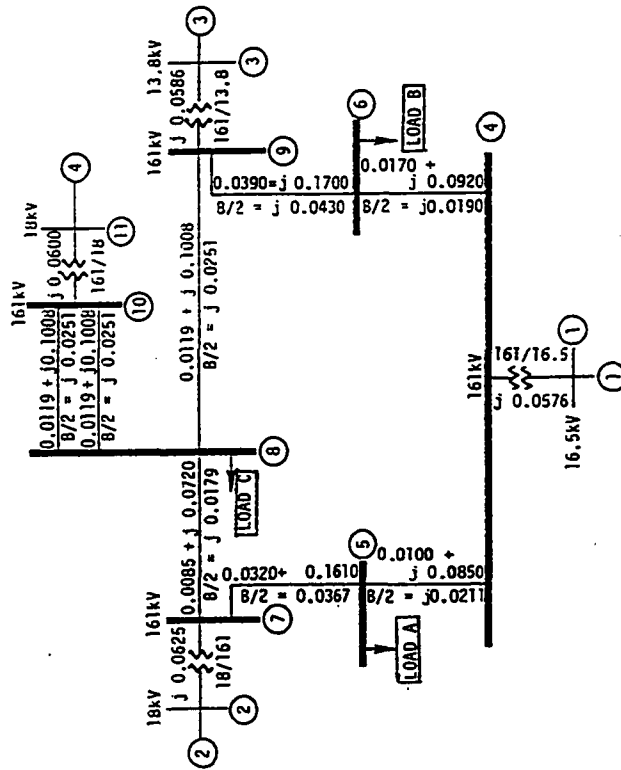 18kV
4
11
j 0.0600
161/18
161kV
10
0.0119 + j0.1008
B/2 = j 0.0251
0.0119 + j0.1008
B/2 = j 0.0251
13.8kV
3
3
j 0.0586
161/13.8
161kV
9
0.0119 + j 0.1008
B/2 = j 0.0251
8
LOAD C
0.0085 + j 0.0720
B/2 = j 0.0179
161kV
7
18kV
j 0.0625
18/161
2
2
0.0390=j 0.1700
B/2 = j 0.0430
6
LOAD B
0.0170 +
j 0.0920
B/2 = j0.0190
4
0.0320+ 0.1610
B/2 = 0.0367
5
LOAD A
0.0100 +
j 0.0850
B/2 = j0.0211
161kV
161/16.5
j 0.0576
16.5kV
1
1